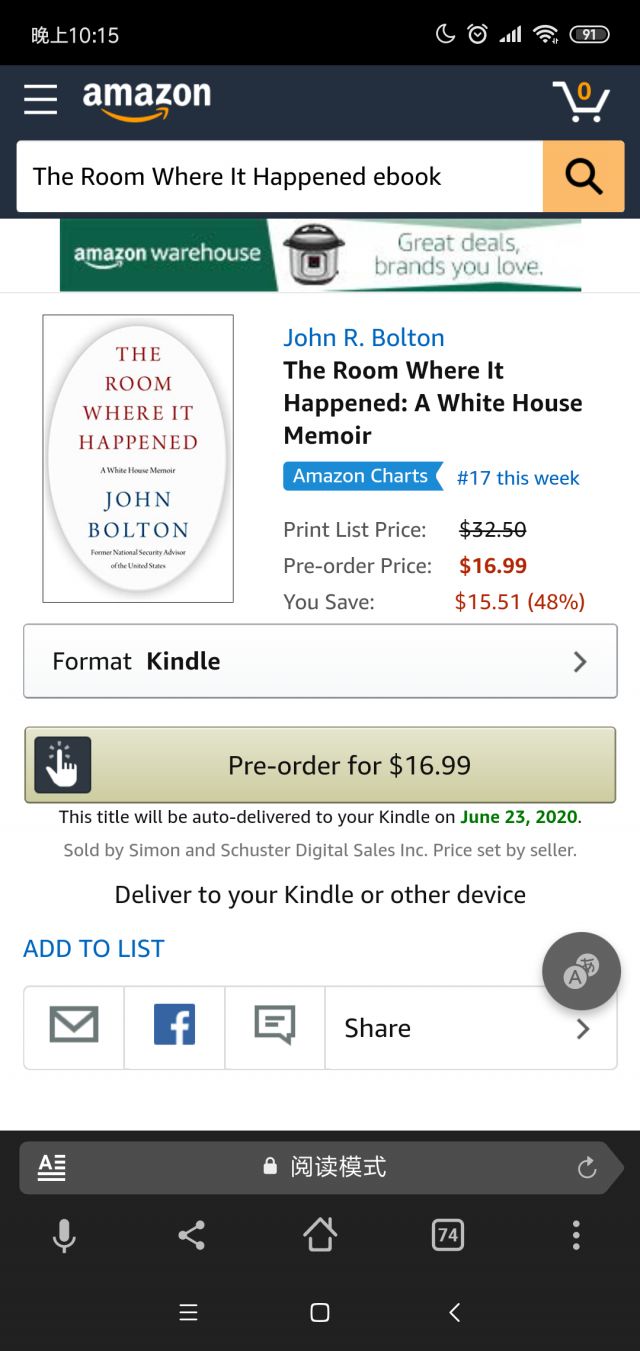 晚上10:15
91
amazon
0
The Room Where It Happened ebook
amazon warehouse
Great deals,
brands you love.
THE
ROOM
WHERE IT
HAPPENED
A White House Memoir
JOHN
BOLTON
Former National Security Advisor
of the United States
John R. Bolton
The Room Where It
Happened: A White House
Memoir
Amazon Charts #17 this week
Print List Price: $32.50
Pre-order Price: $16.99
You Save: $15.51 (48%)
Format Kindle
Pre-order for $16.99
This title will be auto-delivered to your Kindle on June 23, 2020.
Sold by Simon and Schuster Digital Sales Inc. Price set by seller.
Deliver to your Kindle or other device
ADD TO LIST
A あ
f
Share
A
阅读模式
74